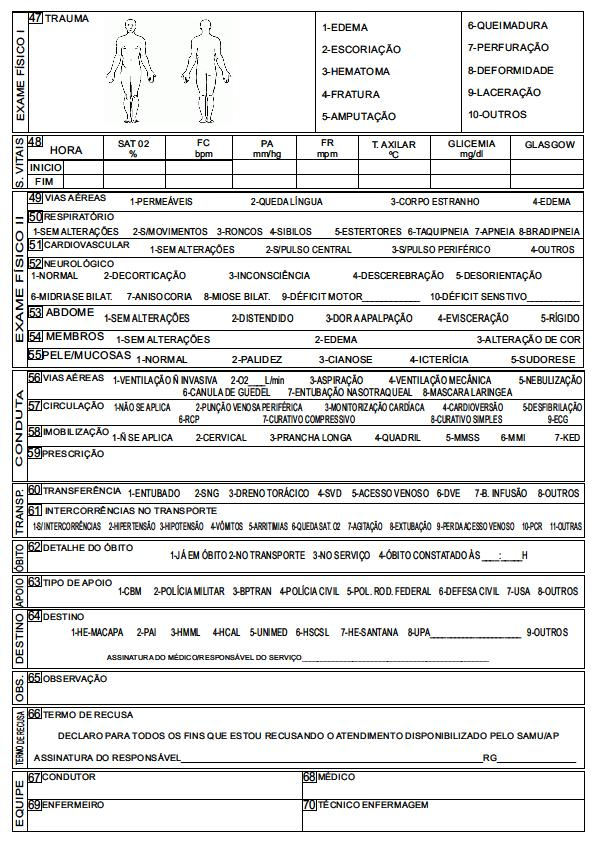 EXAME FÍSICO I
47 TRAUMA
1-EDEMA
2-ESCORIAÇÃO
3-HEMATOMA
4-FRATURA
5-AMPUTAÇÃO
6-QUEIMADURA
7-PERFURAÇÃO
8-DEFORMIDADE
9-LACERAÇÃO
10-OUTROS
S. VITAIS
48 HORA SAT 02 % FC bpm PA mm/hg FR mpm T. AXILAR ºC GLICEMIA mg/dl GLASGOW
INICIO
FIM
EXAME FÍSICO II
49 VIAS AÉREAS 1-PERMEÁVEIS 2-QUEDA LÍNGUA 3-CORPO ESTRANHO 4-EDEMA
50 RESPIRATÓRIO
1-SEM ALTERAÇÕES 2-S/MOVIMENTOS 3-RONCOS 4-SIBILOS 5-ESTERTORES 6-TAQUIPNEIA 7-APNEIA 8-BRADIPNEIA
51 CARDIOVASCULAR 1-SEM ALTERAÇÕES 2-S/PULSO CENTRAL 3-S/PULSO PERIFÉRICO 4-OUTROS
52 NEUROLÓGICO
1-NORMAL 2-DECORTICAÇÃO 3-INCONSCIÊNCIA 4-DESCEREBRAÇÃO 5-DESORIENTAÇÃO
6-MIDRIASE BILAT. 7-ANISOCORIA 8-MIOSE BILAT. 9-DÉFICIT MOTOR____________ 10-DÉFICIT SENSTIVO___________
53 ABDOME 1-SEM ALTERAÇÕES 2-DISTENDIDO 3-DOR A APALPAÇÃO 4-EVISCERAÇÃO 5-RÍGIDO
54 MEMBROS 1-SEM ALTERAÇÕES 2-EDEMA 3-ALTERAÇÃO DE COR
55 PELE/MUCOSAS 1-NORMAL 2-PALIDEZ 3-CIANOSE 4-ICTERÍCIA 5-SUDORESE
CONDUTA
56 VIAS AÉREAS 1-VENTILAÇÃO Ñ INVASIVA 2-O2____L/min 3-ASPIRAÇÃO 4-VENTILAÇÃO MECÂNICA 5-NEBULIZAÇÃO
6-CANULA DE GUEDEL 7-ENTUBAÇÃO NASOTRAQUEAL 8-MASCARA LARINGEA
57 CIRCULAÇÃO 1-NÃO SE APLICA 2-PUNÇÃO VENOSA PERIFÉRICA 3-MONITORIZAÇÃO CARDÍACA 4-CARDIOVERSÃO 5-DESFIBRILAÇÃO
6-RCP 7-CURATIVO COMPRESSIVO 8-CURATIVO SIMPLES 9-ECG
58 IMOBILIZAÇÃO 1-Ñ SE APLICA 2-CERVICAL 3-PRANCHA LONGA 4-QUADRIL 5-MMSS 6-MMI 7-KED
59 PRESCRIÇÃO
TRANSP.
60 TRANSFERÊNCIA 1-ENTUBADO 2-SNG 3-DRENO TORÁCICO 4-SVD 5-ACESSO VENOSO 6-DVE 7-B. INFUSÃO 8-OUTROS
61 INTERCORRÊNCIAS NO TRANSPORTE
1-S/ INTERCORRÊNCIAS 2-HIPERTENSÃO 3-HIPOTENSÃO 4-VÔMITOS 5-ARRITIMIAS 6-QUEDA SAT. O2 7-AGITAÇÃO 8-EXTUBAÇÃO 9-PERDA ACESSO VENOSO 10-PCR 11-OUTRAS
ÓBITO
62 DETALHE DO ÓBITO
1-JÁ EM ÓBITO 2-NO TRANSPORTE 3-NO SERVIÇO 4-ÓBITO CONSTATADO ÀS ____:____H
APOIO
63 TIPO DE APOIO
1-CBM 2-POLÍCIA MILITAR 3-BPTRAN 4-POLÍCIA CIVIL 5-POL. ROD. FEDERAL 6-DEFESA CIVIL 7-USA 8-OUTROS
DESTINO
64 DESTINO
1-HE-MACAPA 2-PAI 3-HMML 4-HCAL 5-UNIMED 6-HSCSL 7-HE-SANTANA 8-UPA____________________ 9-OUTROS
ASSINATURA DO MÉDICO/RESPONSÁVEL DO SERVIÇO________________________________________
OBS.
65 OBSERVAÇÃO
TERMO DE RECUSA
66 TERMO DE RECUSA
DECLARO PARA TODOS OS FINS QUE ESTOU RECUSANDO O ATENDIMENTO DISPONIBILIZADO PELO SAMU/AP
ASSINATURA DO RESPONSÁVEL__________________________________________________RG______________
EQUIPE
67 CONDUTOR 68 MÉDICO
69 ENFERMEIRO 70 TÉCNICO ENFERMAGEM